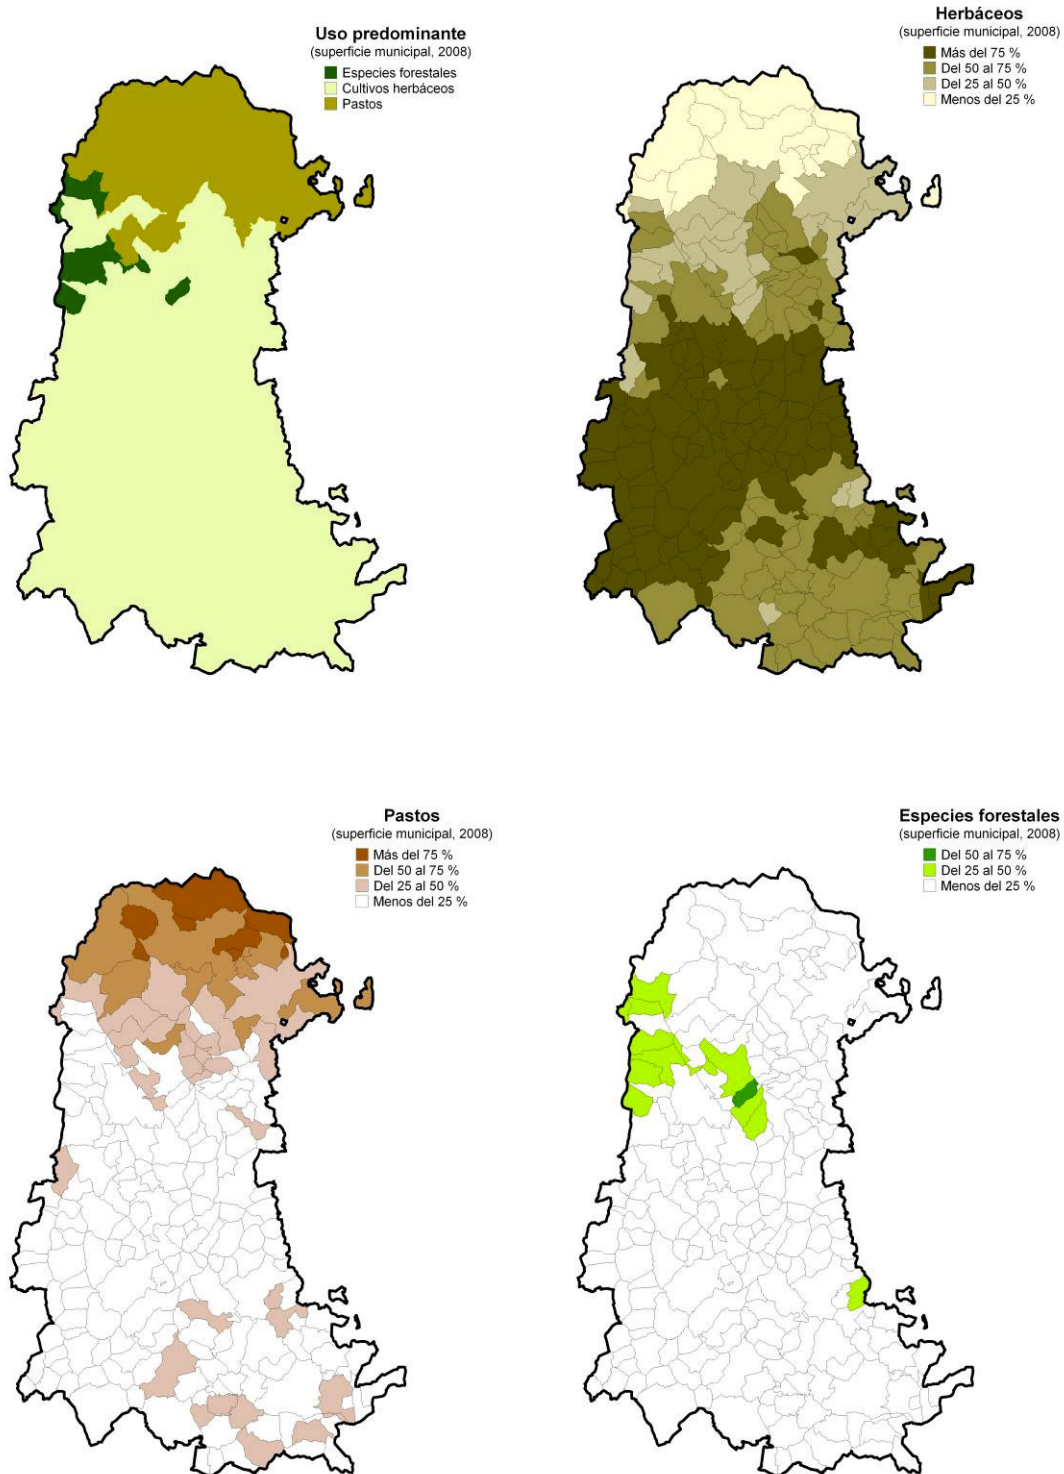 Uso predominante
(superficie municipal, 2008)
Especies forestales
Cultivos herbáceos
Pastos
Herbáceos
(superficie municipal, 2008)
Más del 75 %
Del 50 al 75 %
Del 25 al 50 %
Menos del 25 %
Pastos
(superficie municipal, 2008)
Más del 75 %
Del 50 al 75 %
Del 25 al 50 %
Menos del 25 %
Especies forestales
(superficie municipal, 2008)
Del 50 al 75 %
Del 25 al 50 %
Menos del 25 %